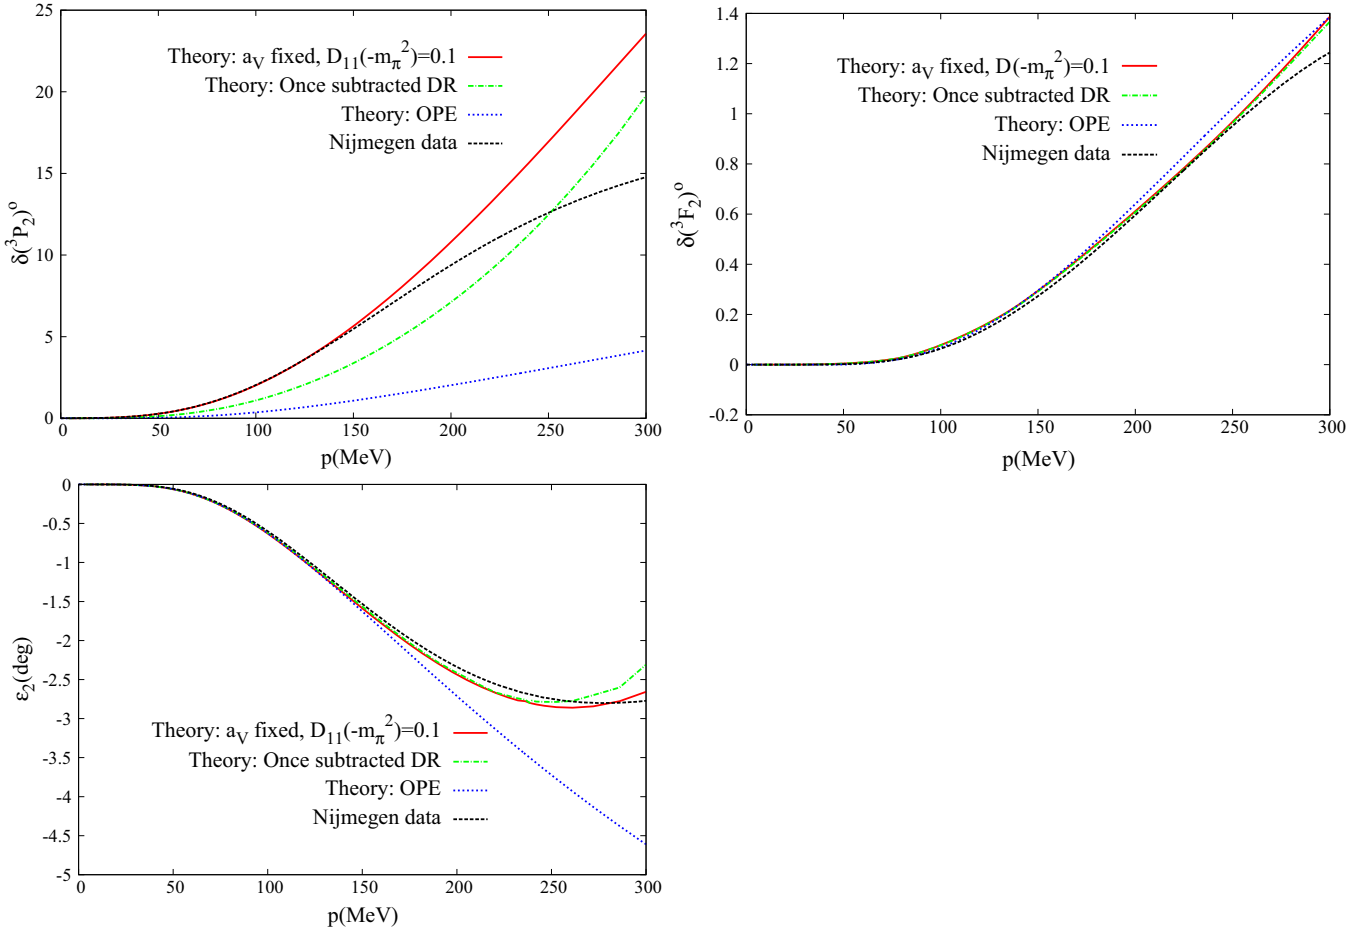 25
20
15
10
5
0
0 50 100 150 200 250 300
δ(³P₂)º
p(MeV)
Theory: a_V fixed, D₁₁(-m_π²)=0.1
Theory: Once subtracted DR
Theory: OPE
Nijmegen data
1.4
1.2
1
0.8
0.6
0.4
0.2
0
-0.2
0 50 100 150 200 250 300
δ(³F₂)º
p(MeV)
Theory: a_V fixed, D(-m_π²)=0.1
Theory: Once subtracted DR
Theory: OPE
Nijmegen data
0
-0.5
-1
-1.5
-2
-2.5
-3
-3.5
-4
-4.5
-5
0 50 100 150 200 250 300
ε₂(deg)
p(MeV)
Theory: a_V fixed, D₁₁(-m_π²)=0.1
Theory: Once subtracted DR
Theory: OPE
Nijmegen data